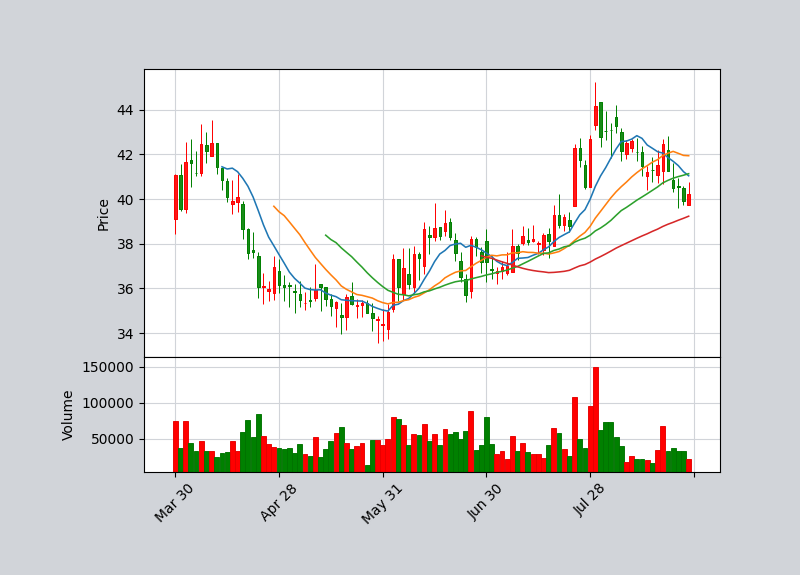 44
42
40
38
36
34
Price
150000
100000
50000
Volume
Mar 30
Apr 28
May 31
Jun 30
Jul 28